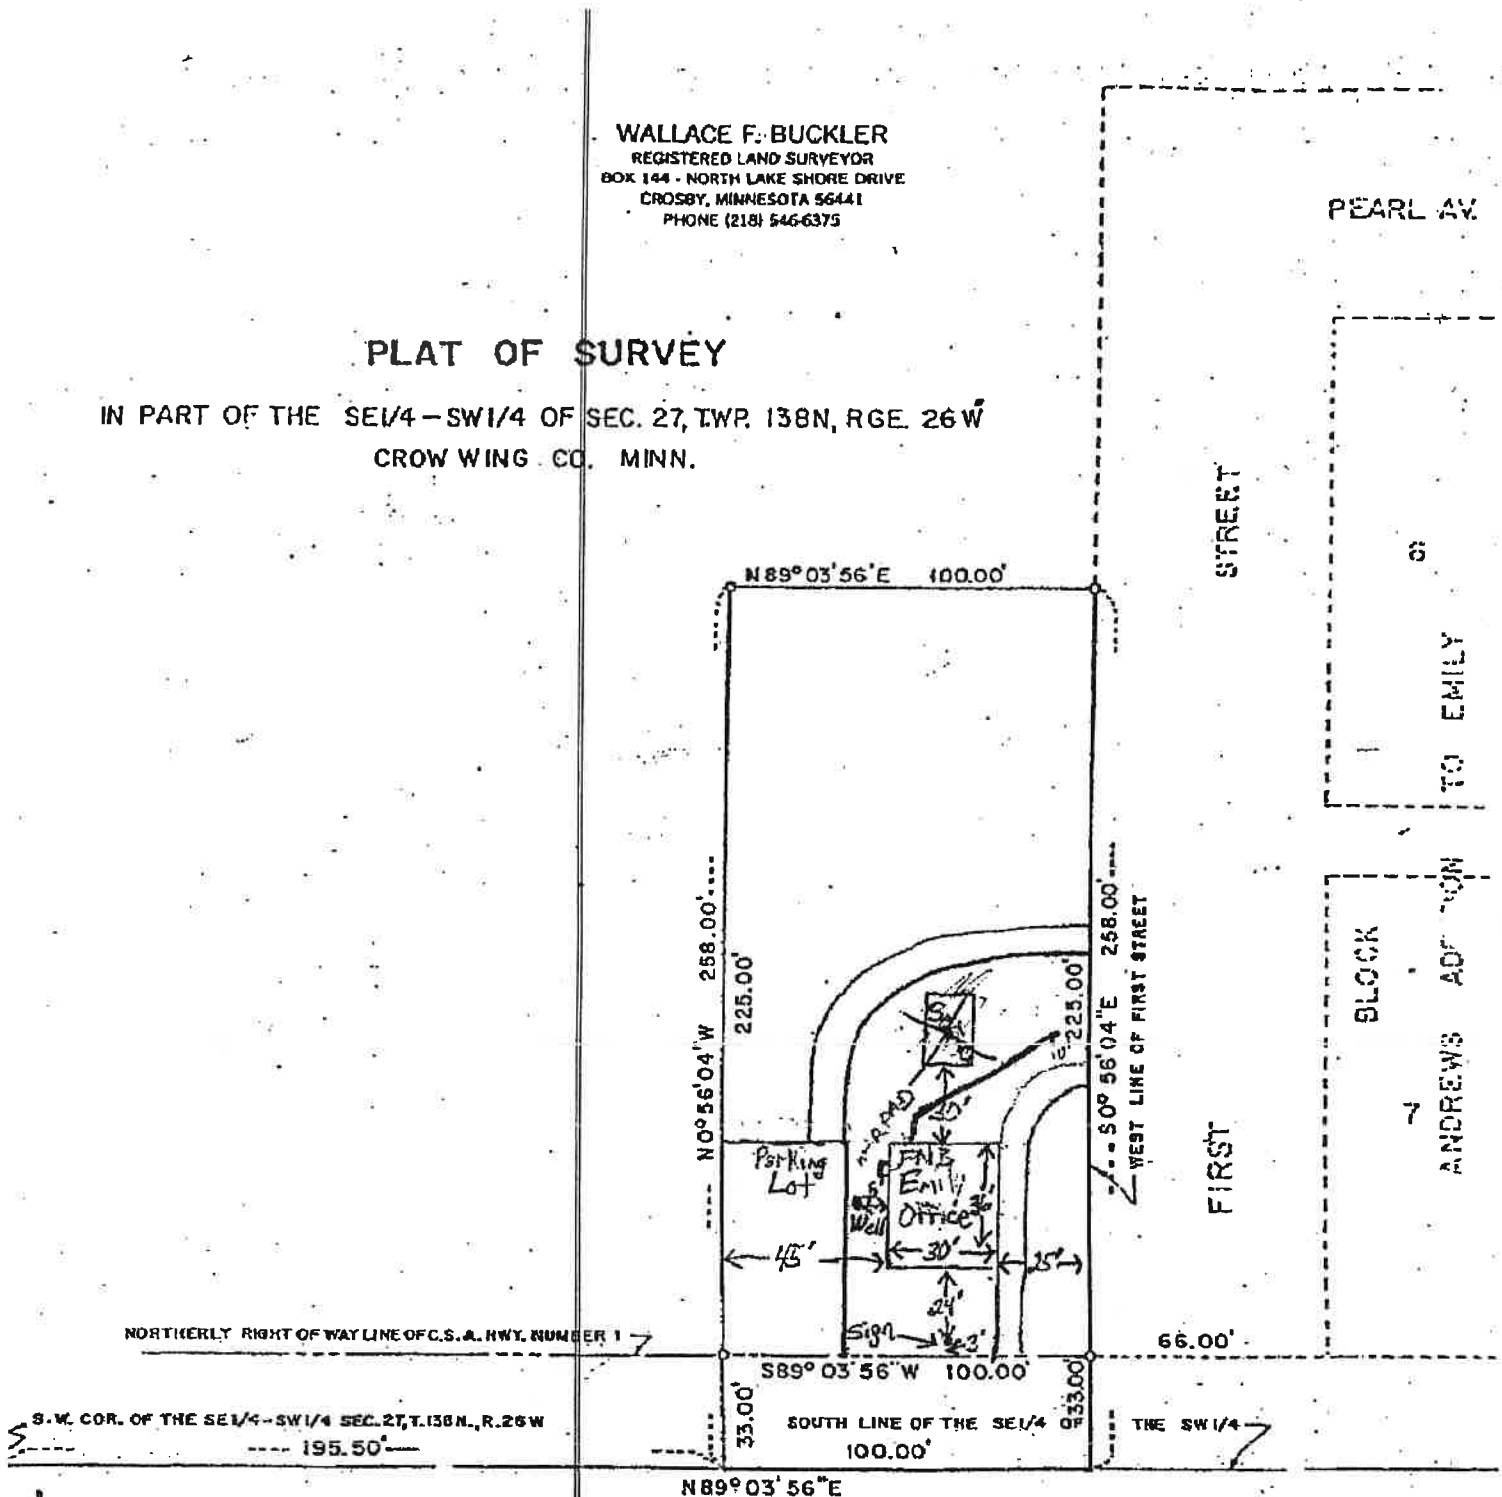 WALLACE F. BUCKLER
REGISTERED LAND SURVEYOR
BOX 144 - NORTH LAKE SHORE DRIVE
CROSBY, MINNESOTA 56441
PHONE (218) 546-6375
PEARL AV.
PLAT OF SURVEY
IN PART OF THE SE1/4-SW1/4 OF SEC. 27, TWP. 138N, RGE. 26W
CROW WING CO. MINN.
N89°03'56"E 100.00'
STREET
FIRST
8
BLOCK
7
ANDREWS
TO EMILY
N0°56'04"W 258.00'
225.00'
225.00'
S0°56'04"E 258.00'
WEST LINE OF FIRST STREET
10'
ROAD
Parking
Lot
FNB
Emily
Office
Well
45'
30'
25'
24'
Sign
3'
NORTHERLY RIGHT OF WAY LINE OF C.S.A. HWY. NUMBER 1
66.00'
S89°03'56"W 100.00'
33.00'
33.00'
S.W. COR. OF THE SE1/4-SW1/4 SEC. 27, T.138N., R.26W
195.50'
SOUTH LINE OF THE SE1/4 OF THE SW1/4
100.00'
N89°03'56"E